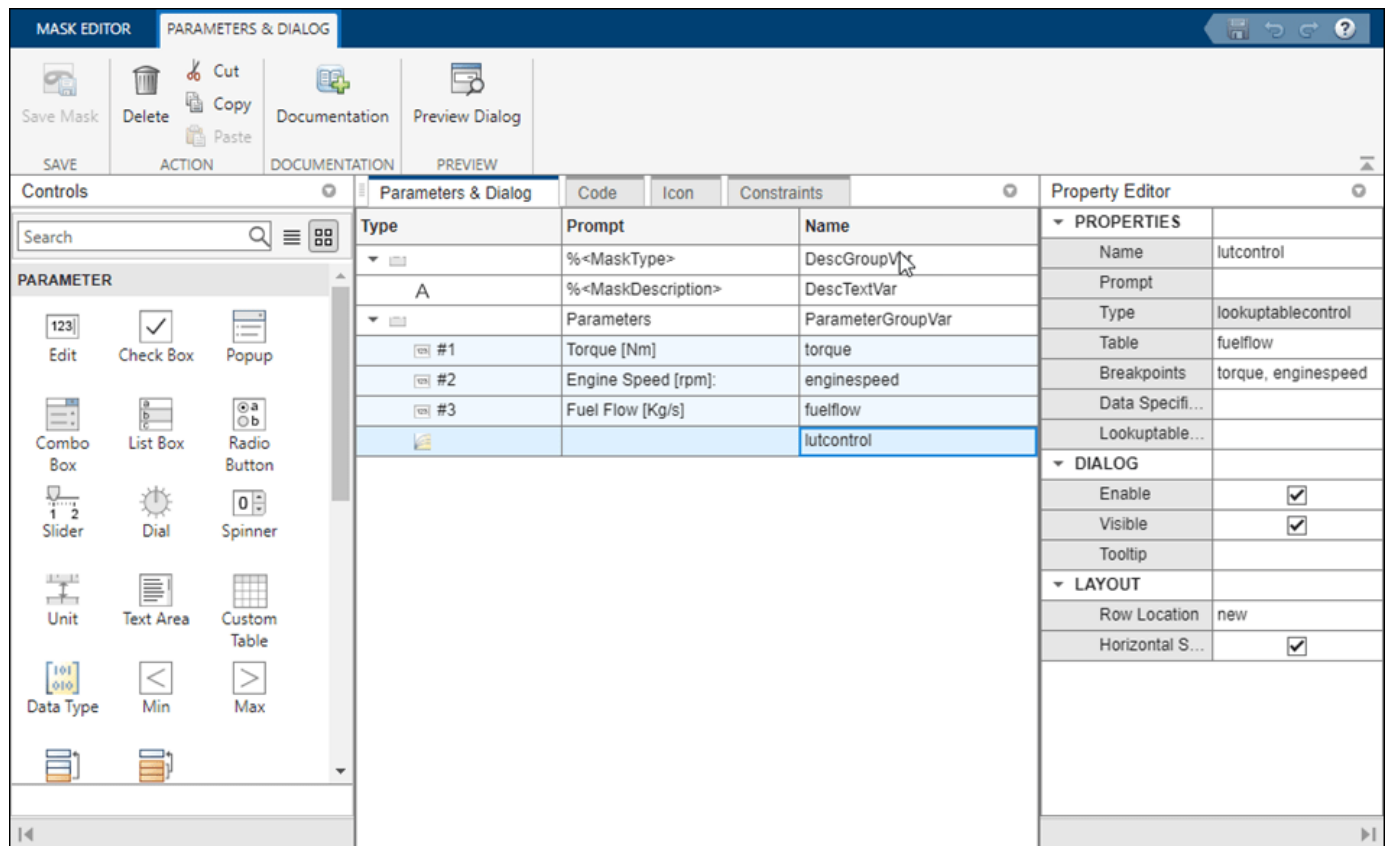 MASK EDITOR PARAMETERS & DIALOG
Save Mask
Delete
Cut
Copy
Paste
Documentation
Preview Dialog
SAVE ACTION DOCUMENTATION PREVIEW
Controls
Search
PARAMETER
123 Edit
Check Box
Popup
Combo Box
a b c List Box
a b Radio Button
1 2 Slider
Dial
0 Spinner
Unit
Text Area
Custom Table
101 010 Data Type
< Min
> Max
Parameters & Dialog Code Icon Constraints
Type Prompt Name
%<MaskType> DescGroupVar
A %<MaskDescription> DescTextVar
Parameters ParameterGroupVar
#1 Torque [Nm] torque
#2 Engine Speed [rpm]: enginespeed
#3 Fuel Flow [Kg/s] fuelflow
lutcontrol
Property Editor
PROPERTIES
Name lutcontrol
Prompt
Type lookuptablecontrol
Table fuelflow
Breakpoints torque, enginespeed
Data Specifi...
Lookuptable...
DIALOG
Enable
Visible
Tooltip
LAYOUT
Row Location new
Horizontal S...